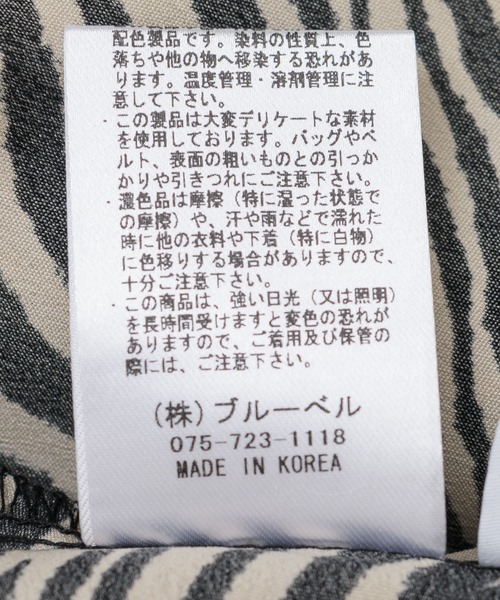 配色製品です。染料の性質上、色
落ちや他の物へ移染する恐れがあ
ります。温度管理・溶剤管理に注
意して下さい。
・この製品は大変デリケートな素材
を使用しております。バッグやベ
ルト、表面の粗いものとの引っか
かりや引きつれにご注意下さい。
・濃色品は摩擦（特に湿った状態で
の摩擦）や、汗や雨などで濡れた
時に他の衣料や下着（特に白物）
に色移りする場合がありますので、
十分ご注意下さい。
・この商品は、強い日光（又は照明）
を長時間受けますと変色の恐れが
ありますので、ご着用及び保管の
際には、ご注意下さい。
（株）ブルーベル
075-723-1118
MADE IN KOREA